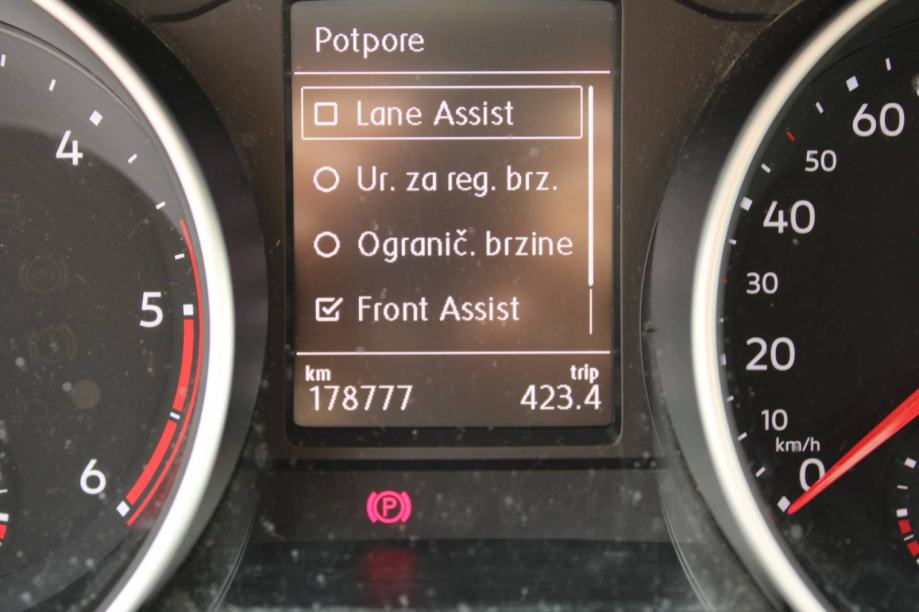 Potpore
Lane Assist
Ur. za reg. brz.
Ogranič. brzine
Front Assist
km trip
178777 423.4
4
5
6
60
50
40
30
20
10
km/h
0
P